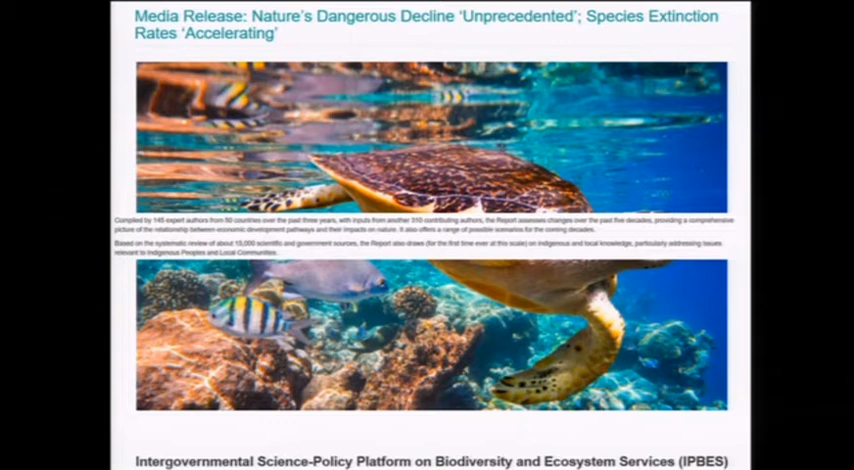 Media Release: Nature's Dangerous Decline 'Unprecedented'; Species Extinction
Rates 'Accelerating'
Compiled by 145 expert authors from 50 countries over the past three years, with inputs from another 310 contributing authors, the Report assesses changes over the past five decades, providing a comprehensive
picture of the relationship between economic development pathways and their impacts on nature. It also offers a range of possible scenarios for the coming decades.
Based on the systematic review of about 15,000 scientific and government sources, the Report also draws (for the first time ever at this scale) on indigenous and local knowledge, particularly addressing issues
relevant to Indigenous Peoples and Local Communities.
Intergovernmental Science-Policy Platform on Biodiversity and Ecosystem Services (IPBES)